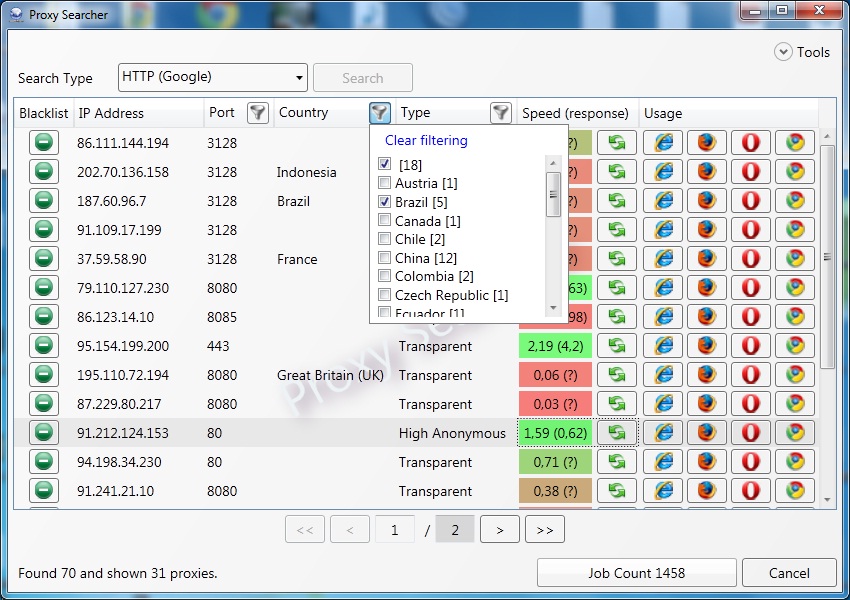 Proxy Searcher
Tools
Search Type HTTP (Google) Search
Blacklist IP Address Port Country Type Speed (response) Usage
Clear filtering
[18]
Austria [1]
Brazil [5]
Canada [1]
Chile [2]
China [12]
Colombia [2]
Czech Republic [1]
Ecuador [1]
86.111.144.194 3128 ?)
202.70.136.158 3128 Indonesia ?)
187.60.96.7 3128 Brazil ?)
91.109.17.199 3128 ?)
37.59.58.90 3128 France ?)
79.110.127.230 8080 63)
86.123.14.10 8085 98)
95.154.199.200 443 Transparent 2,19 (4,2)
195.110.72.194 8080 Great Britain (UK) Transparent 0,06 (?)
87.229.80.217 8080 Transparent 0,03 (?)
91.212.124.153 80 High Anonymous 1,59 (0,62)
94.198.34.230 80 Transparent 0,71 (?)
91.241.21.10 8080 Transparent 0,38 (?)
Proxy Se
<< < 1 / 2 > >>
Found 70 and shown 31 proxies. Job Count 1458 Cancel